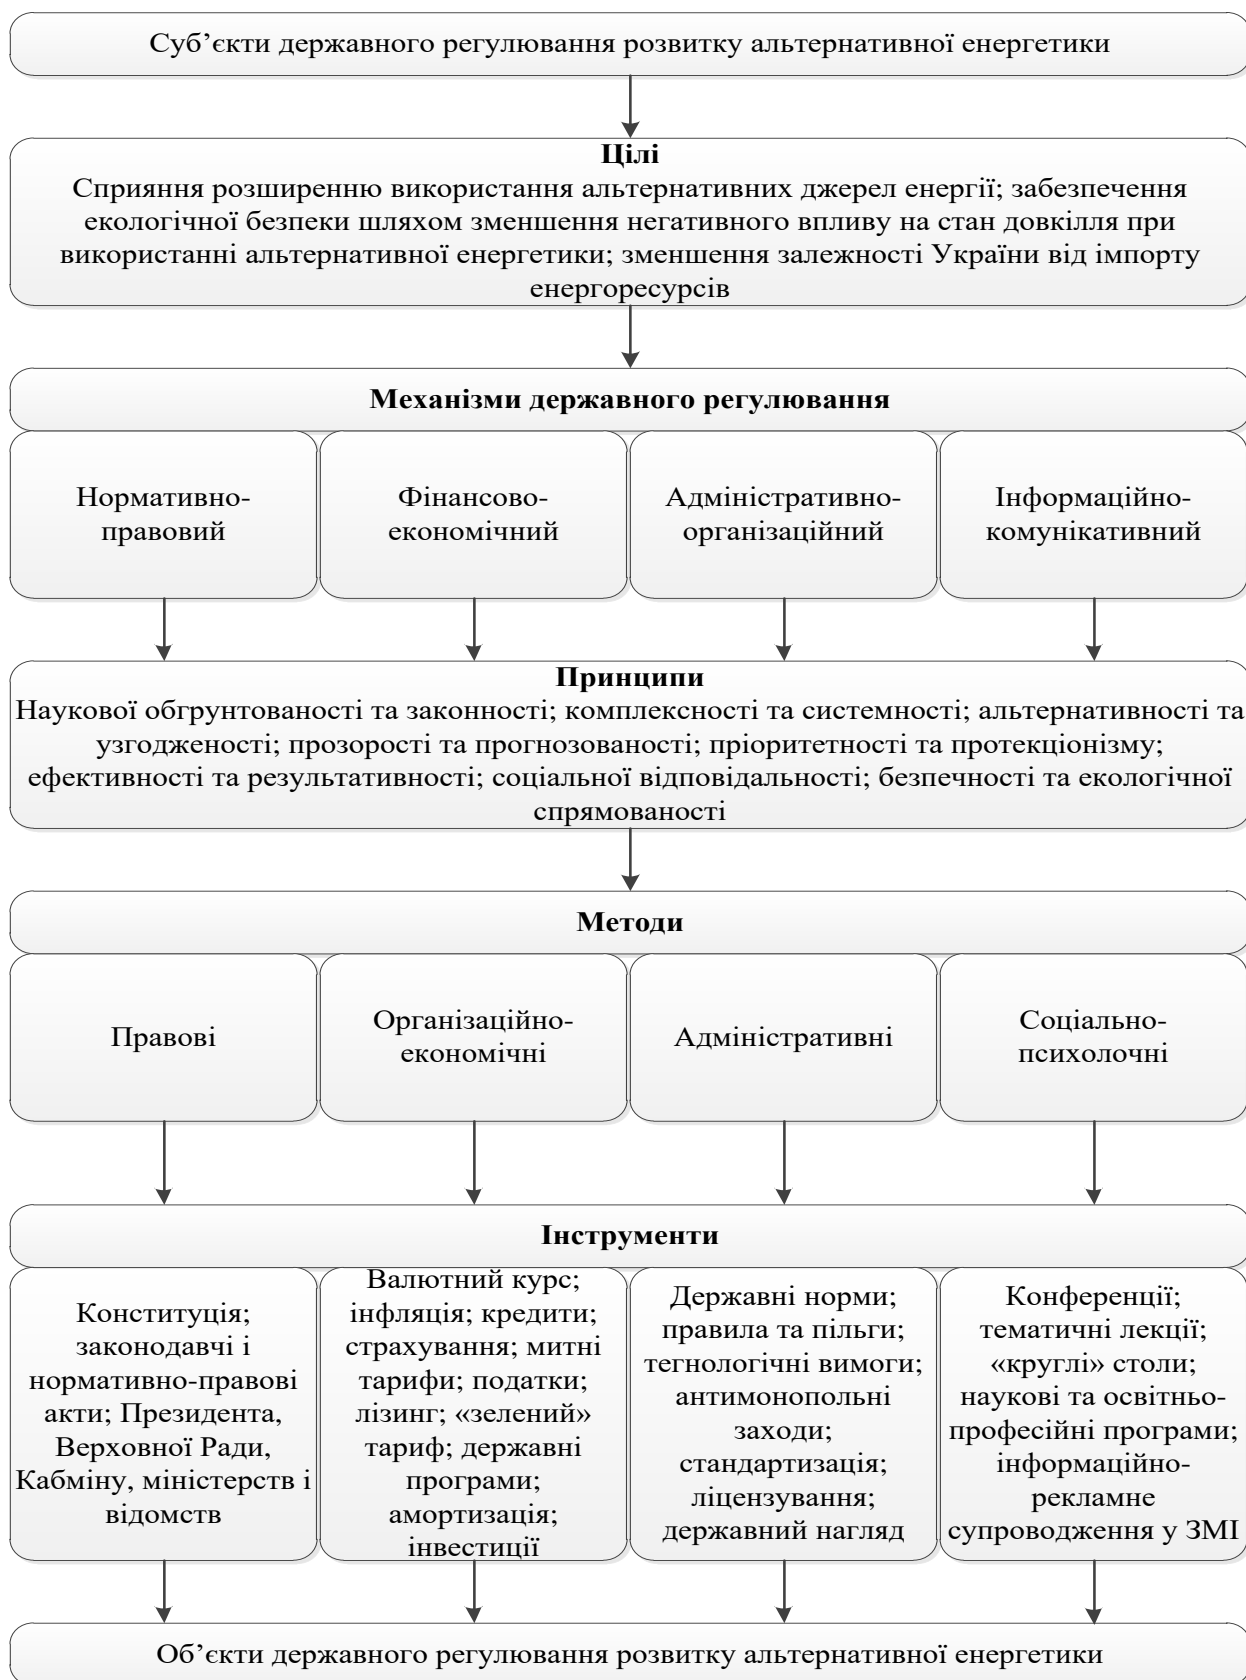 Суб’єкти державного регулювання розвитку альтернативної енергетики
Цілі
Сприяння розширенню використання альтернативних джерел енергії; забезпечення
екологічної безпеки шляхом зменшення негативного впливу на стан довкілля при
використанні альтернативної енергетики; зменшення залежності України від імпорту
енергоресурсів
Механізми державного регулювання
Нормативно-
правовий
Фінансово-
економічний
Адміністративно-
організаційний
Інформаційно-
комунікативний
Принципи
Наукової обгрунтованості та законності; комплексності та системності; альтернативності та
узгодженості; прозорості та прогнозованості; пріоритетності та протекціонізму;
ефективності та результативності; соціальної відповідальності; безпечності та екологічної
спрямованості
Методи
Правові
Організаційно-
економічні
Адміністративні
Соціально-
психолочні
Інструменти
Конституція;
законодавчі і
нормативно-правові
акти; Президента,
Верховної Ради,
Кабміну, міністерств і
відомств
Валютний курс;
інфляція; кредити;
страхування; митні
тарифи; податки;
лізинг; «зелений»
тариф; державні
програми;
амортизація;
інвестиції
Державні норми;
правила та пільги;
тегнологічні вимоги;
антимонопольні
заходи;
стандартизація;
ліцензування;
державний нагляд
Конференції;
тематичні лекції;
«круглі» столи;
наукові та освітньо-
професійні програми;
інформаційно-
рекламне
супроводження у ЗМІ
Об’єкти державного регулювання розвитку альтернативної енергетики